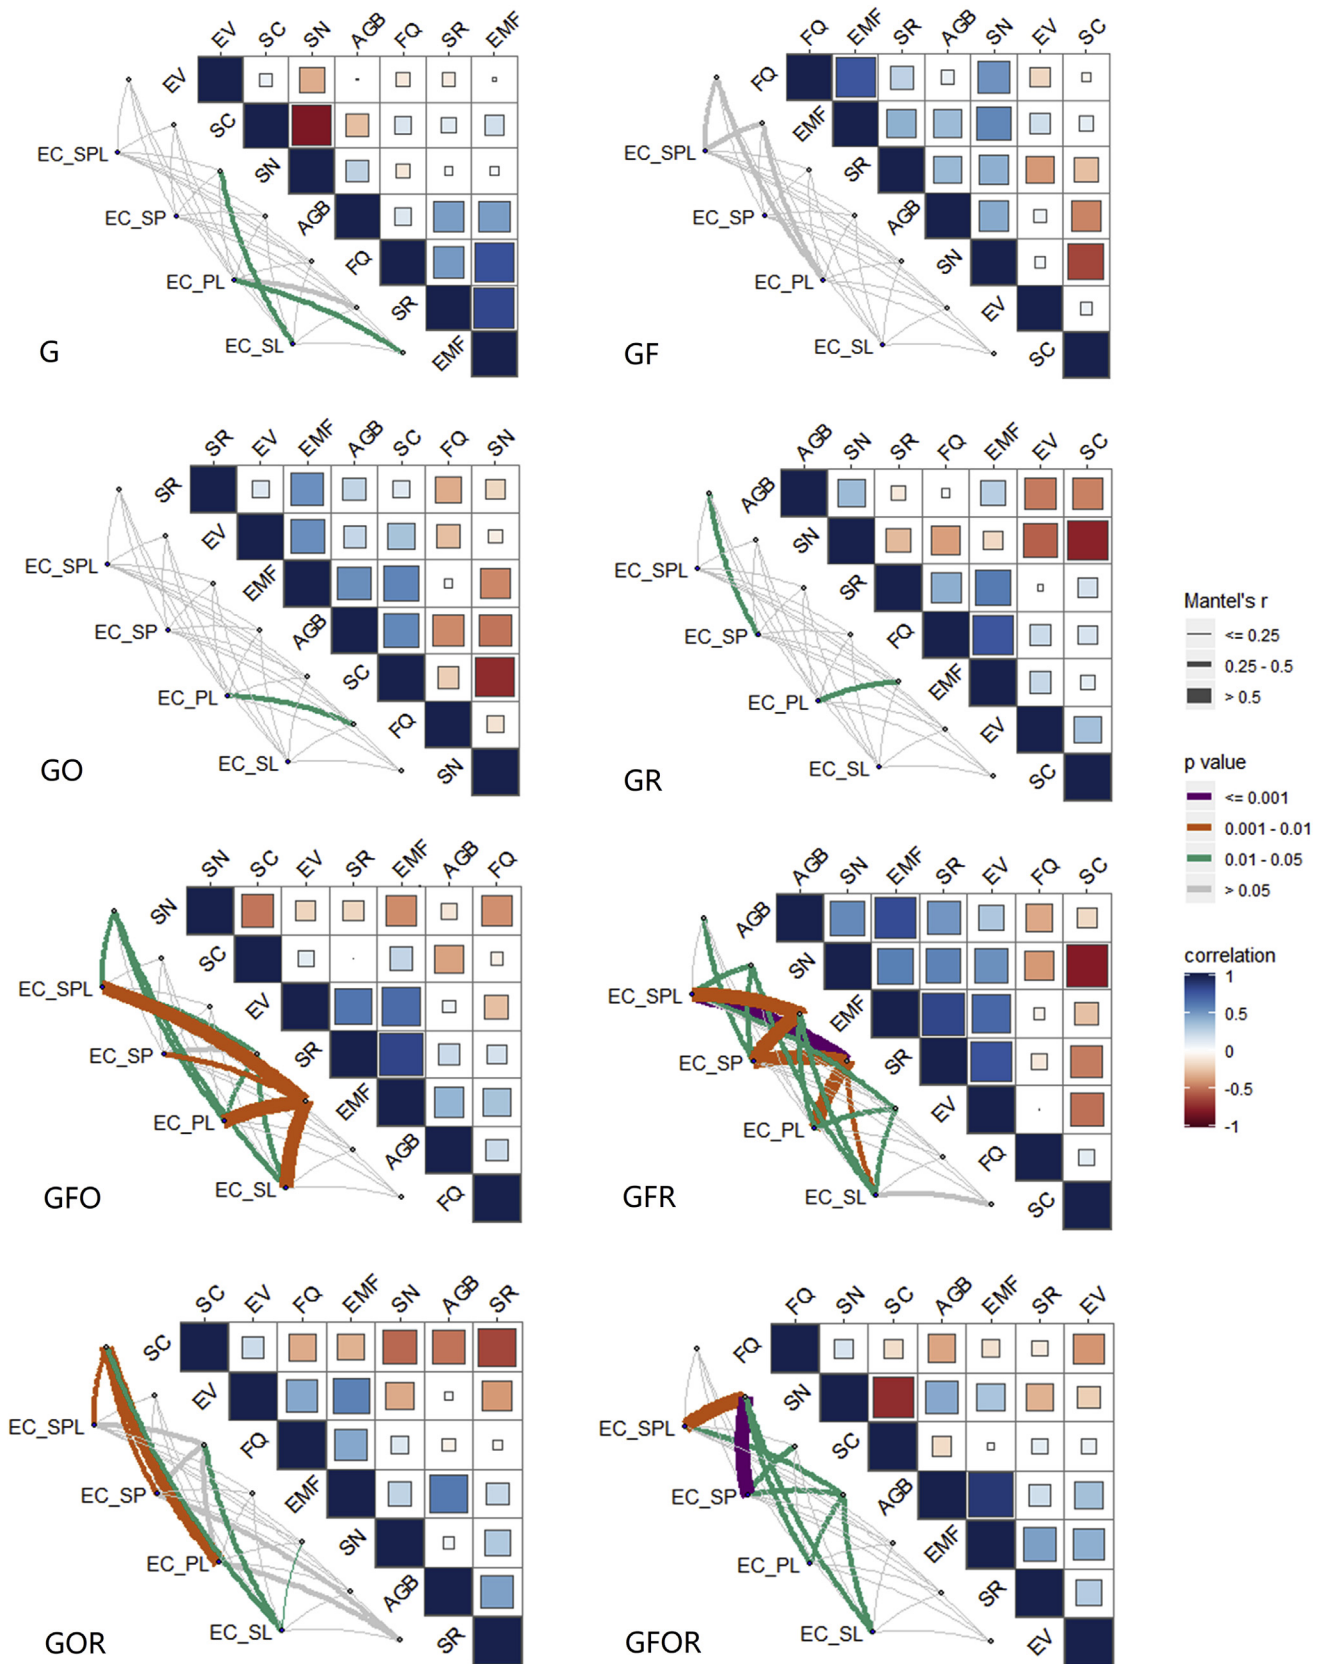 EV SC SN AGB FQ SR EMF
EV
SC
EC_SPL
SN
EC_SP
AGB
FQ
EC_PL
SR
EC_SL
EMF
G
FQ EMF SR AGB SN EV SC
FQ
EMF
EC_SPL
SR
EC_SP
AGB
SN
EC_PL
EV
EC_SL
SC
GF
SR EV EMF AGB SC FQ SN
SR
EV
EC_SPL
EMF
EC_SP
AGB
SC
EC_PL
FQ
EC_SL
SN
GO
AGB SN SR FQ EMF EV SC
AGB
SN
EC_SPL
SR
EC_SP
FQ
EMF
EC_PL
EV
EC_SL
SC
GR
Mantel's r
<= 0.25
0.25 - 0.5
> 0.5
p value
<= 0.001
0.001 - 0.01
0.01 - 0.05
> 0.05
correlation
1
0.5
0
-0.5
-1
SN SC EV SR EMF AGB FQ
SN
SC
EC_SPL
EV
EC_SP
SR
EMF
EC_PL
AGB
EC_SL
FQ
GFO
AGB SN EMF SR EV FQ SC
AGB
SN
EC_SPL
EMF
EC_SP
SR
EV
EC_PL
FQ
EC_SL
SC
GFR
SC EV FQ EMF SN AGB SR
SC
EV
EC_SPL
FQ
EC_SP
EMF
SN
EC_PL
AGB
EC_SL
SR
GOR
FQ SN SC AGB EMF SR EV
FQ
SN
EC_SPL
SC
EC_SP
AGB
EMF
EC_PL
SR
EC_SL
EV
GFOR